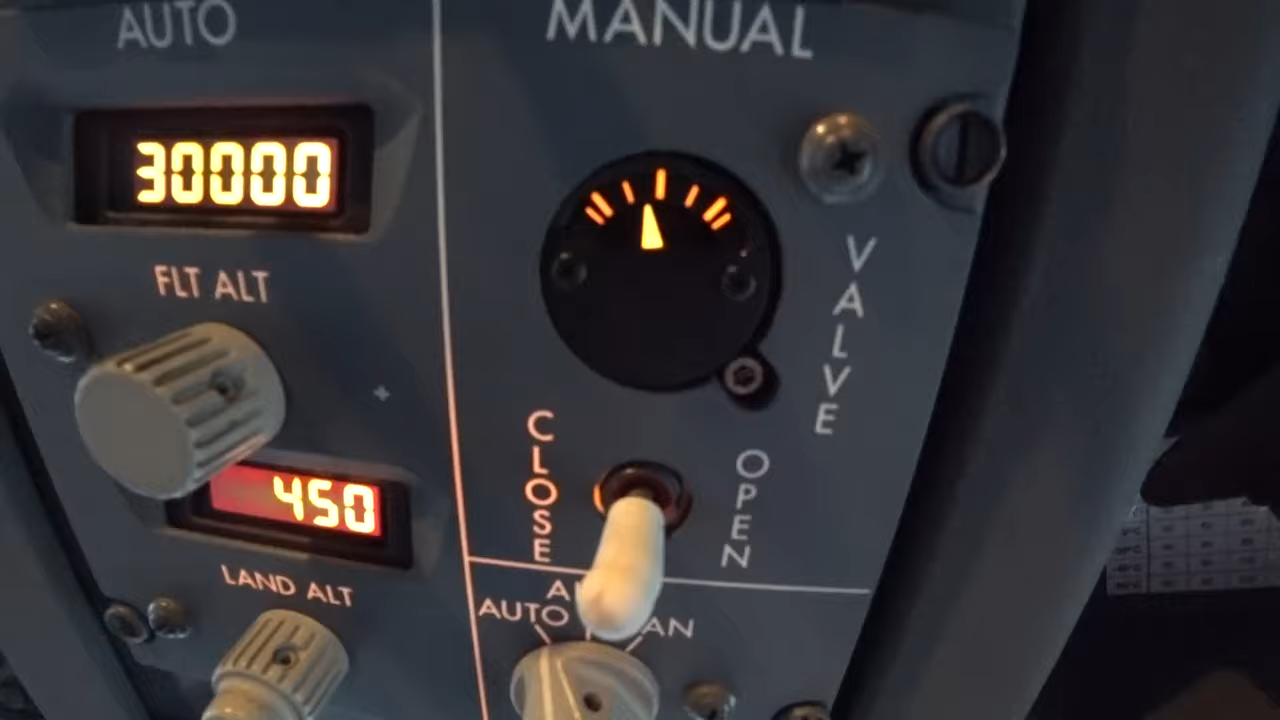 AUTO
MANUAL
30000
FLT ALT
VALVE
CLOSE
OPEN
450
LAND ALT
AUTO